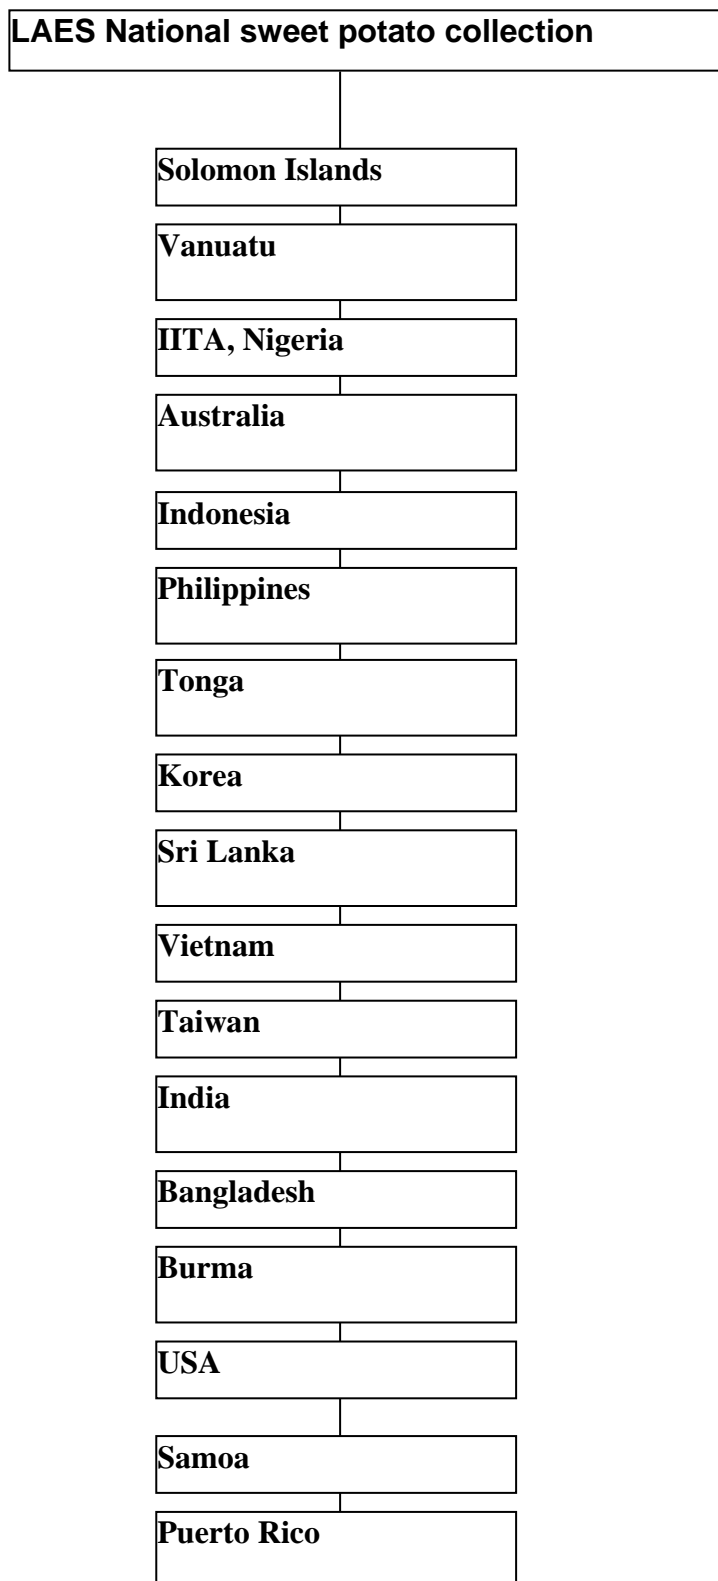 LAES National sweet potato collection
Solomon Islands
Vanuatu
IITA, Nigeria
Australia
Indonesia
Philippines
Tonga
Korea
Sri Lanka
Vietnam
Taiwan
India
Bangladesh
Burma
USA
Samoa
Puerto Rico